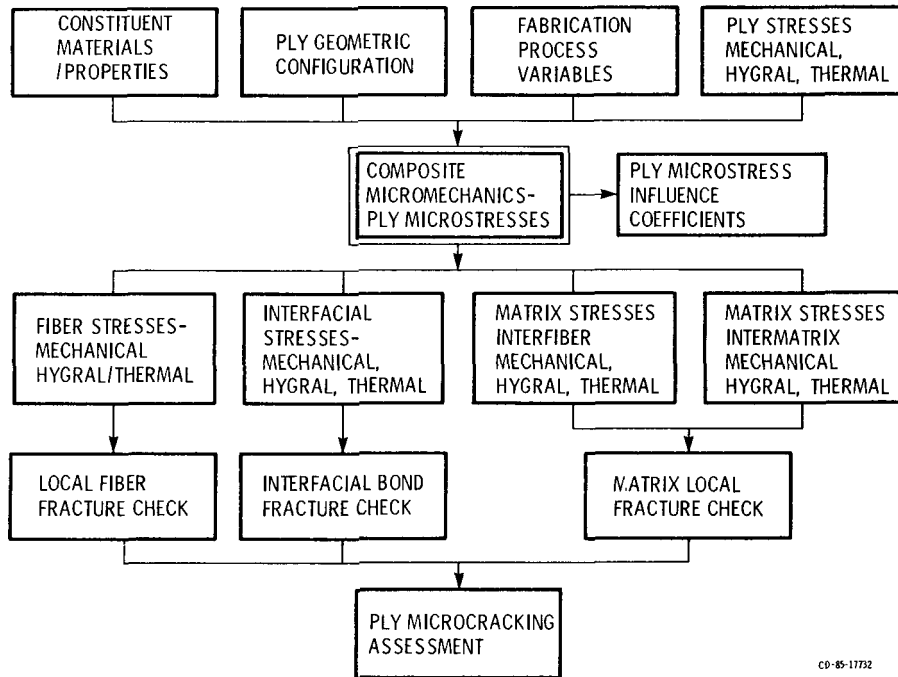 CONSTITUENT
MATERIALS
/PROPERTIES
PLY GEOMETRIC
CONFIGURATION
FABRICATION
PROCESS
VARIABLES
PLY STRESSES
MECHANICAL,
HYGRAL, THERMAL
COMPOSITE
MICROMECHANICS-
PLY MICROSTRESSES
PLY MICROSTRESS
INFLUENCE
COEFFICIENTS
FIBER STRESSES-
MECHANICAL
HYGRAL/THERMAL
INTERFACIAL
STRESSES-
MECHANICAL,
HYGRAL, THERMAL
MATRIX STRESSES
INTERFIBER
MECHANICAL,
HYGRAL, THERMAL
MATRIX STRESSES
INTERMATRIX
MECHANICAL
HYGRAL, THERMAL
LOCAL FIBER
FRACTURE CHECK
INTERFACIAL BOND
FRACTURE CHECK
MATRIX LOCAL
FRACTURE CHECK
PLY MICROCRACKING
ASSESSMENT
CD-85-17732